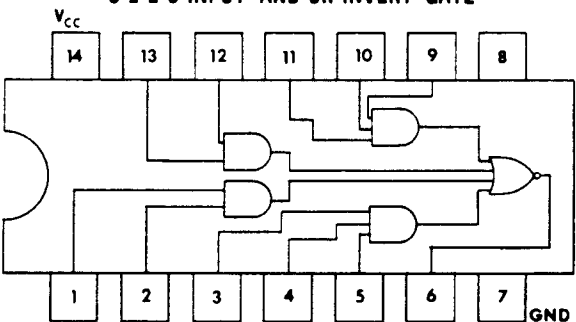 3-2-2-3 INPUT AND-OR-INVERT GATE
VCC
14 13 12 11 10 9 8
1 2 3 4 5 6 7
GND